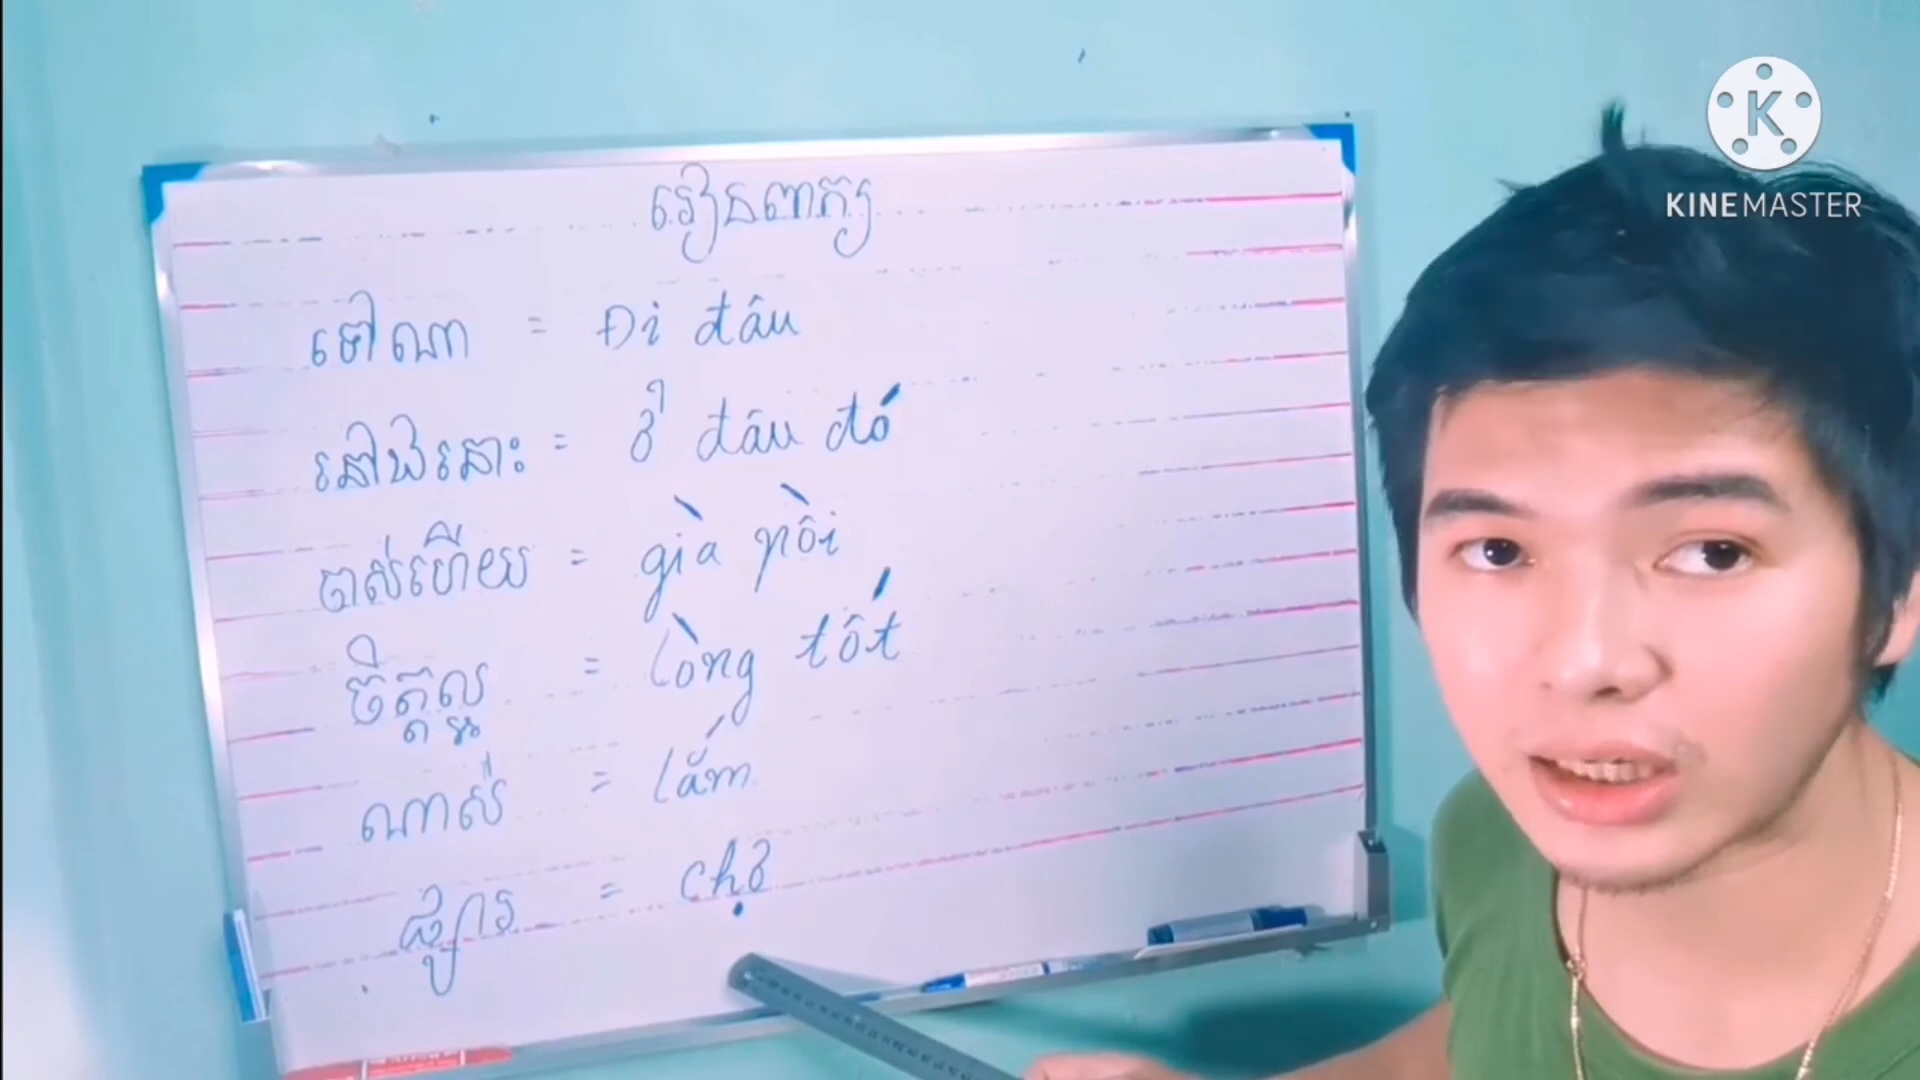 K
KINEMASTER
រៀនពាក្យ
ទៅណា = Đi đâu
នៅឯនោះ = ở đâu đó
ចាស់ហើយ = già rồi
ចិត្តល្អ = lòng tốt
ណាស់ = lắm
ផ្សារ = chợ